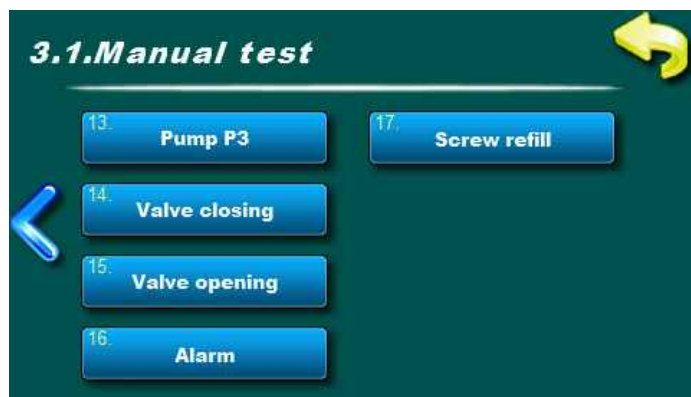 3.1.Manual test
13.
Pump P3
14.
Valve closing
15.
Valve opening
16.
Alarm
17.
Screw refill